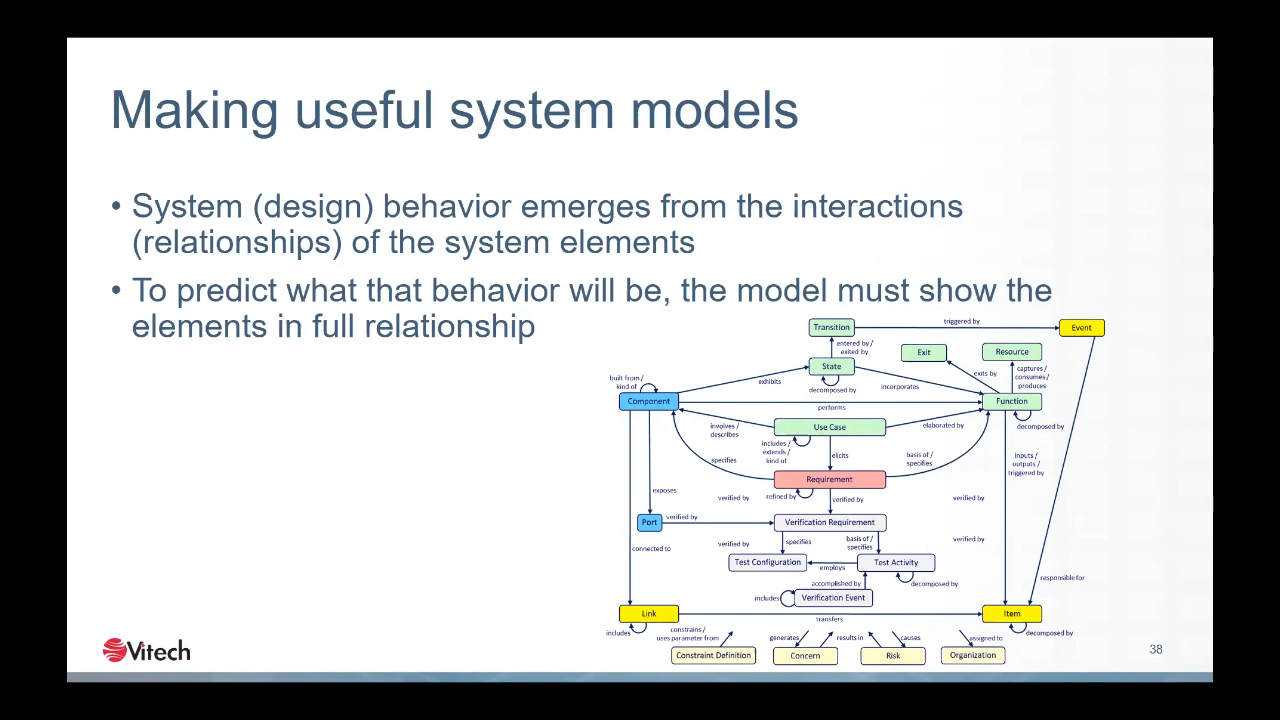 Making useful system models
• System (design) behavior emerges from the interactions
(relationships) of the system elements
• To predict what that behavior will be, the model must show the
elements in full relationship
Transition
triggered by
Event
entered by /
exited by
Exit
Resource
State
exits by
captures /
consumes /
produces
built from /
kind of
exhibits
decomposed by
incorporates
Component
performs
Function
involves /
describes
Use Case
elaborated by
decomposed by
includes /
extends /
kind of
elicits
specifies
basis of /
specifies
inputs /
outputs /
triggered by
Requirement
exposes
verified by
refined by
verified by
verified by
Port
verified by
Verification Requirement
connected to
verified by
specifies
basis of /
specifies
verified by
Test Configuration
employs
Test Activity
accomplished by
decomposed by
responsible for
includes
Verification Event
Link
transfers
Item
includes
constrains /
uses parameter from
generates
results in
causes
assigned to
decomposed by
Constraint Definition
Concern
Risk
Organization
Vitech
38